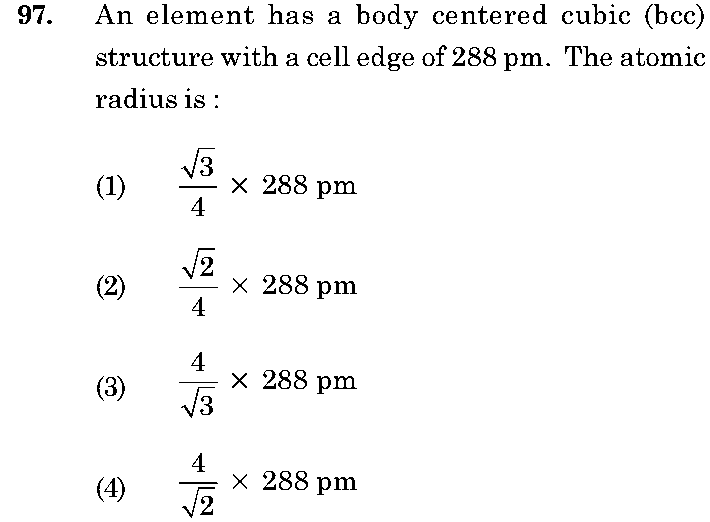 97. An element has a body centered cubic (bcc)
structure with a cell edge of 288 pm. The atomic
radius is :
(1) √3/4 × 288 pm
(2) √2/4 × 288 pm
(3) 4/√3 × 288 pm
(4) 4/√2 × 288 pm